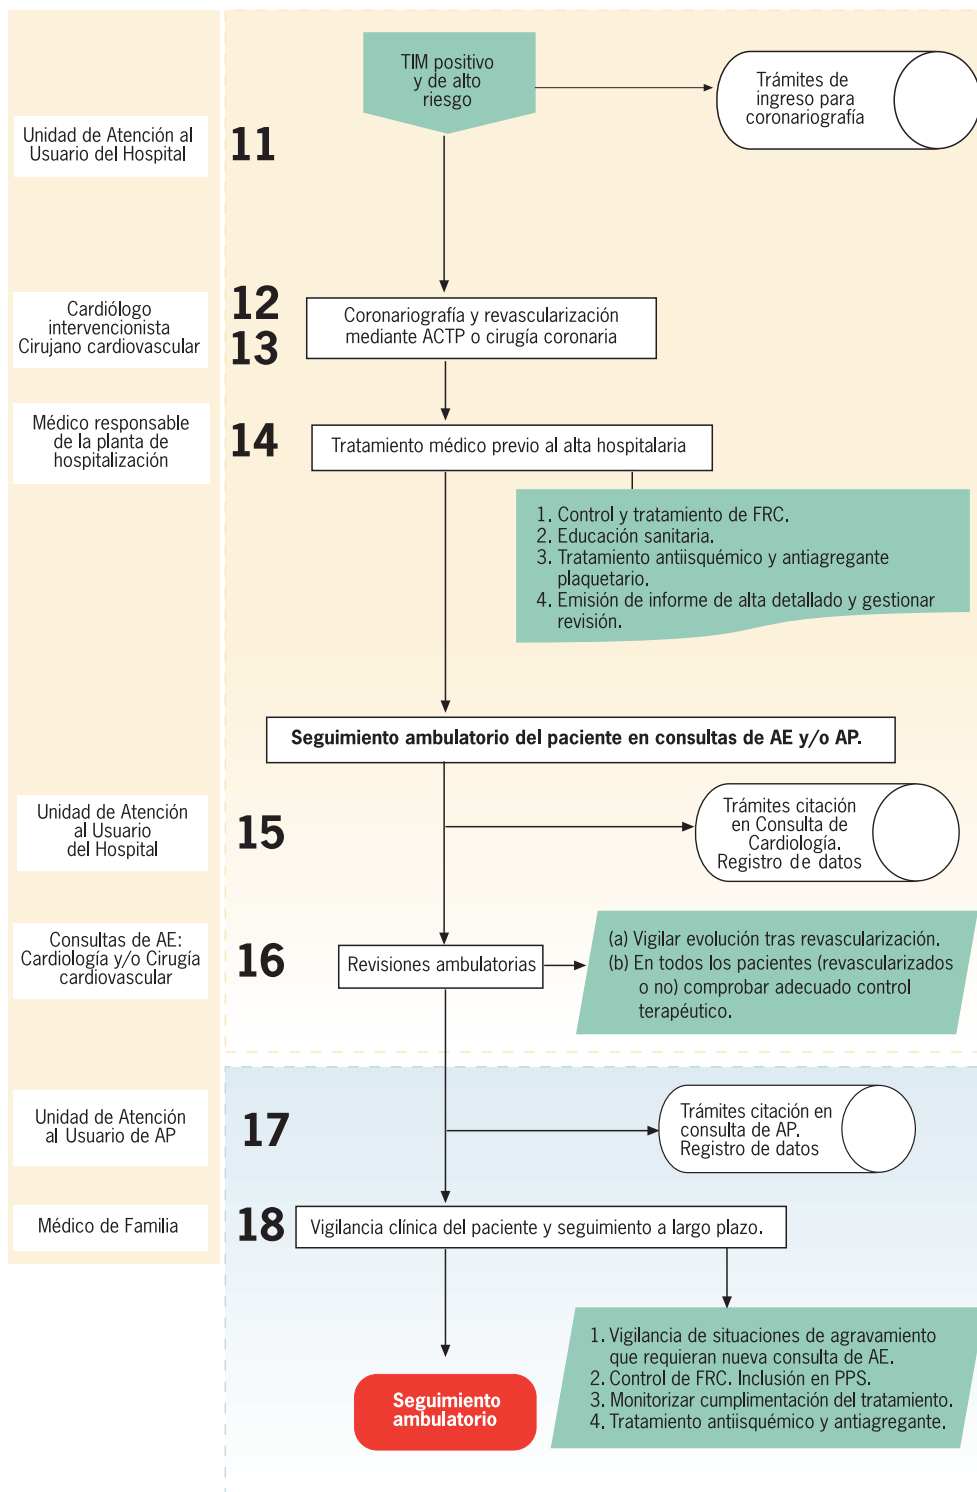 TIM positivo
y de alto
riesgo
Trámites de
ingreso para
coronariografía
Unidad de Atención al
Usuario del Hospital
11
Cardiólogo
intervencionista
Cirujano cardiovascular
12
13
Coronariografía y revascularización
mediante ACTP o cirugía coronaria
Médico responsable
de la planta de
hospitalización
14
Tratamiento médico previo al alta hospitalaria
1. Control y tratamiento de FRC.
2. Educación sanitaria.
3. Tratamiento antiisquémico y antiagregante
plaquetario.
4. Emisión de informe de alta detallado y gestionar
revisión.
Seguimiento ambulatorio del paciente en consultas de AE y/o AP.
Unidad de Atención
al Usuario
del Hospital
15
Trámites citación
en Consulta de
Cardiología.
Registro de datos
Consultas de AE:
Cardiología y/o Cirugía
cardiovascular
16
Revisiones ambulatorias
(a) Vigilar evolución tras revascularización.
(b) En todos los pacientes (revascularizados
o no) comprobar adecuado control
terapéutico.
Unidad de Atención
al Usuario de AP
17
Trámites citación en
consulta de AP.
Registro de datos
Médico de Familia
18
Vigilancia clínica del paciente y seguimiento a largo plazo.
1. Vigilancia de situaciones de agravamiento
que requieran nueva consulta de AE.
2. Control de FRC. Inclusión en PPS.
3. Monitorizar cumplimentación del tratamiento.
4. Tratamiento antiisquémico y antiagregante.
Seguimiento
ambulatorio